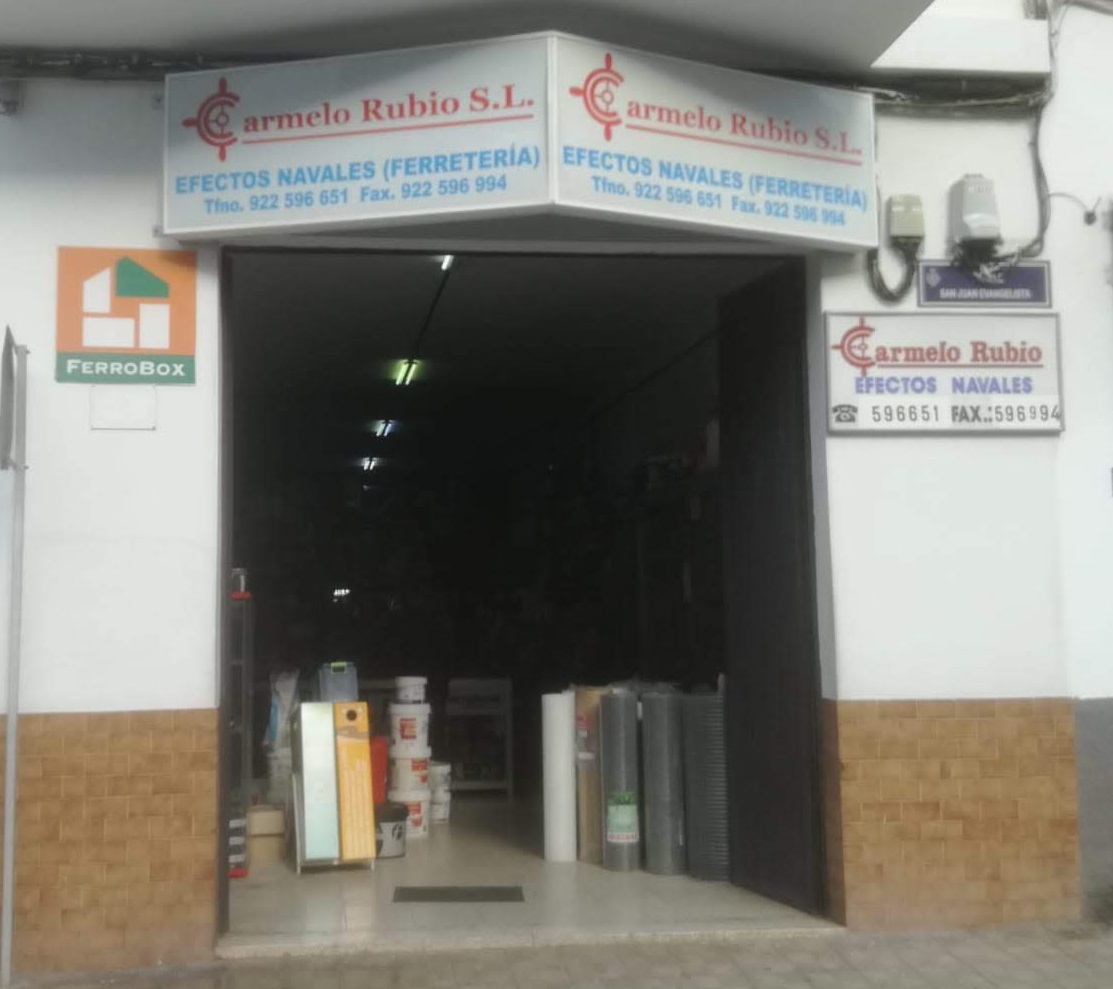 Carmelo Rubio S.L.
EFECTOS NAVALES (FERRETERÍA)
Tfno. 922 596 651 Fax. 922 596 994
Carmelo Rubio S.L.
EFECTOS NAVALES (FERRETERÍA)
Tfno. 922 596 651 Fax. 922 596 994
FERROBOX
SAN JUAN EVANGELISTA
Carmelo Rubio
EFECTOS NAVALES
☎ 596651 FAX.:596994